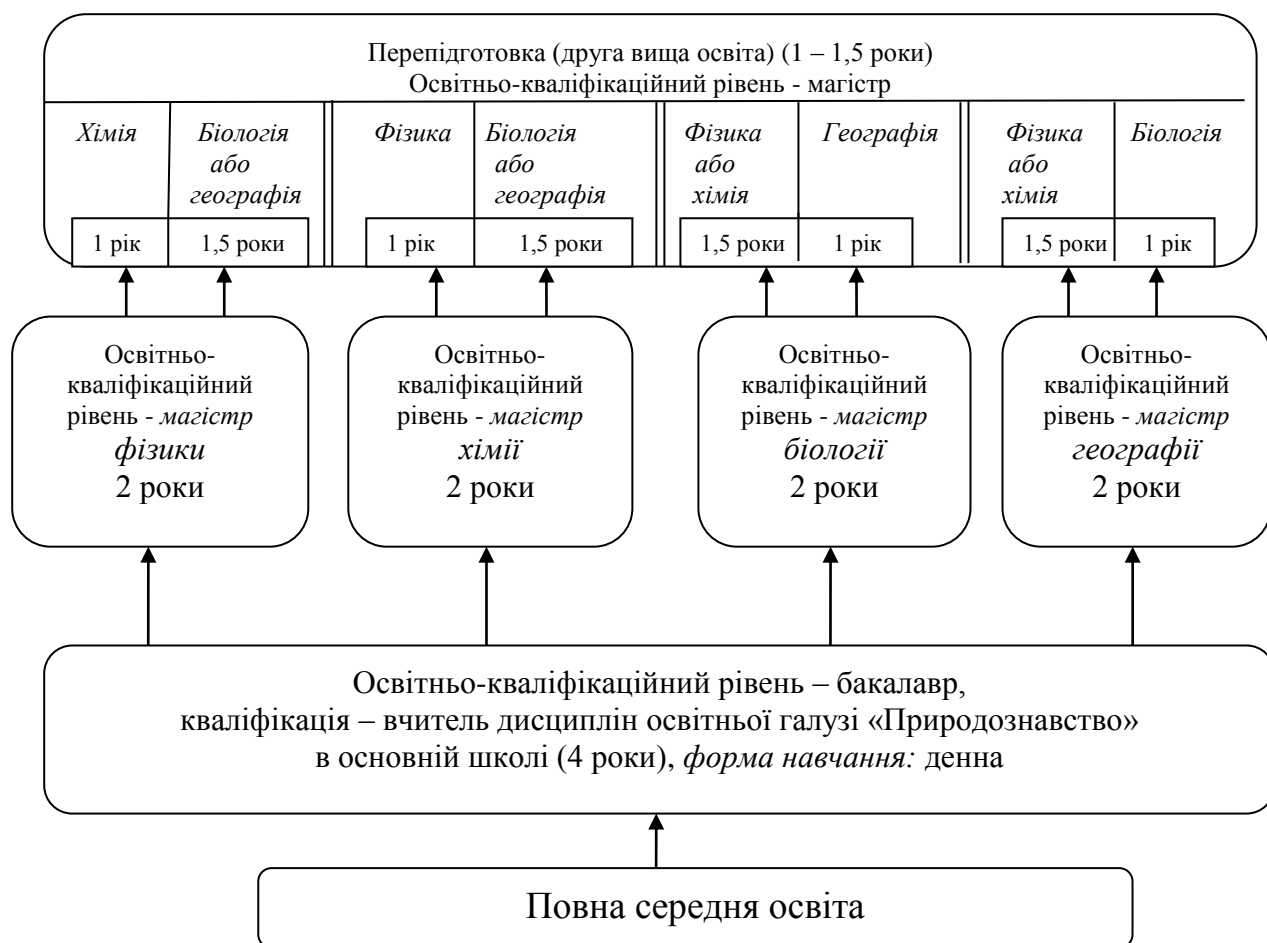 Перепідготовка (друга вища освіта) (1 – 1,5 роки)
Освітньо-кваліфікаційний рівень - магістр
Хімія
Біологія
або
географія
Фізика
Біологія
або
географія
Фізика
або
хімія
Географія
Фізика
або
хімія
Біологія
1 рік
1,5 роки
1 рік
1,5 роки
1,5 роки
1 рік
1,5 роки
1 рік
Освітньо-
кваліфікаційний
рівень - магістр
фізики
2 роки
Освітньо-
кваліфікаційний
рівень - магістр
хімії
2 роки
Освітньо-
кваліфікаційний
рівень - магістр
біології
2 роки
Освітньо-
кваліфікаційний
рівень - магістр
географії
2 роки
Освітньо-кваліфікаційний рівень – бакалавр,
кваліфікація – вчитель дисциплін освітньої галузі «Природознавство»
в основній школі (4 роки), форма навчання: денна
Повна середня освіта